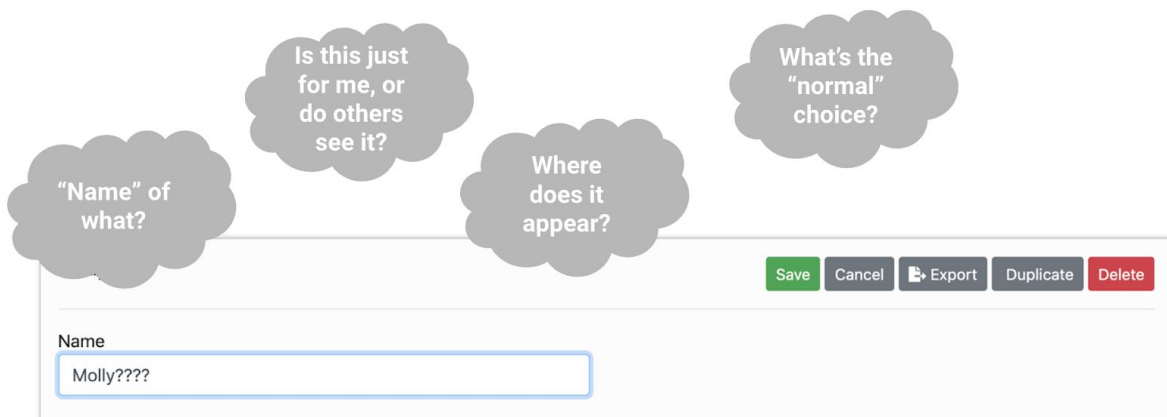 Is this just
for me, or
do others
see it?
What's the
“normal”
choice?
“Name” of
what?
Where
does it
appear?
Save Cancel Export Duplicate Delete
Name
Molly????